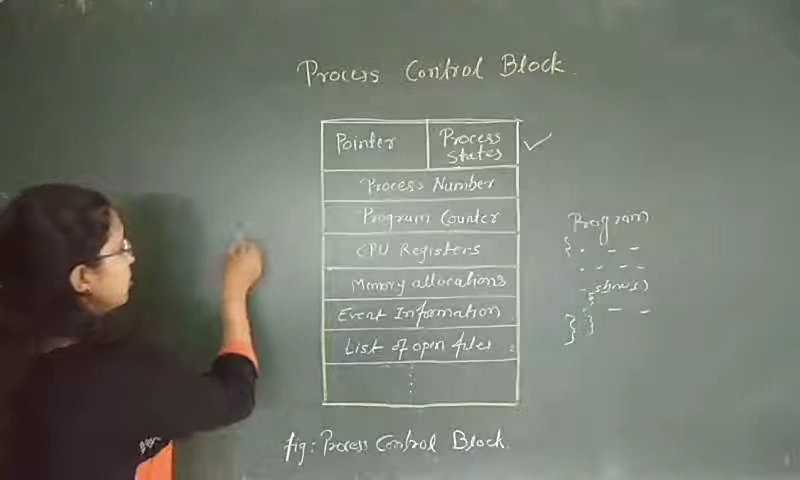 Process Control Block.
Pointer
Process States
Process Number
Program Counter
CPU Registers
Memory allocations
Event Information
List of open files
fig: Process Control Block.
Program